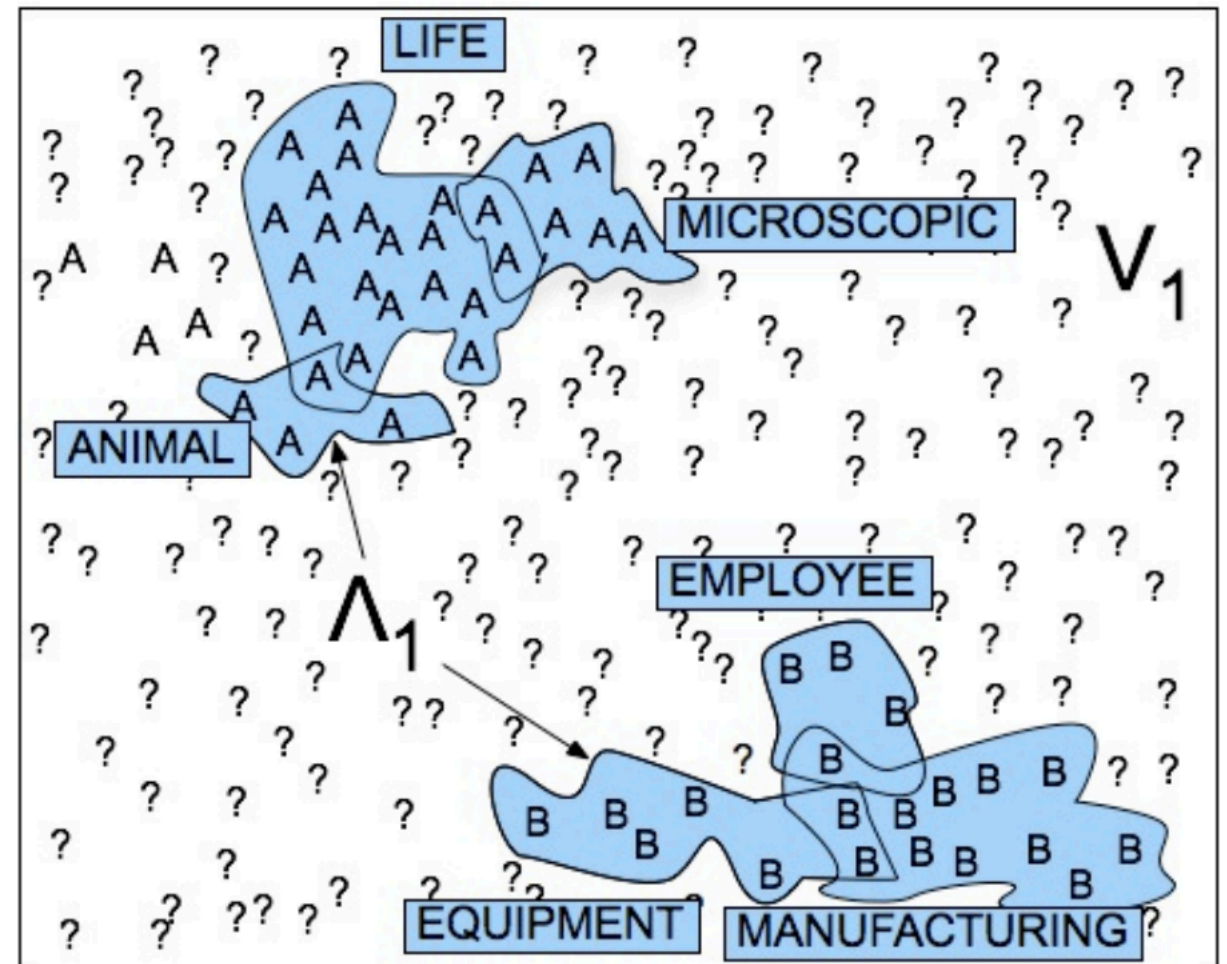 LIFE
MICROSCOPIC
V1
ANIMAL
EMPLOYEE
Λ1
EQUIPMENT
MANUFACTURING